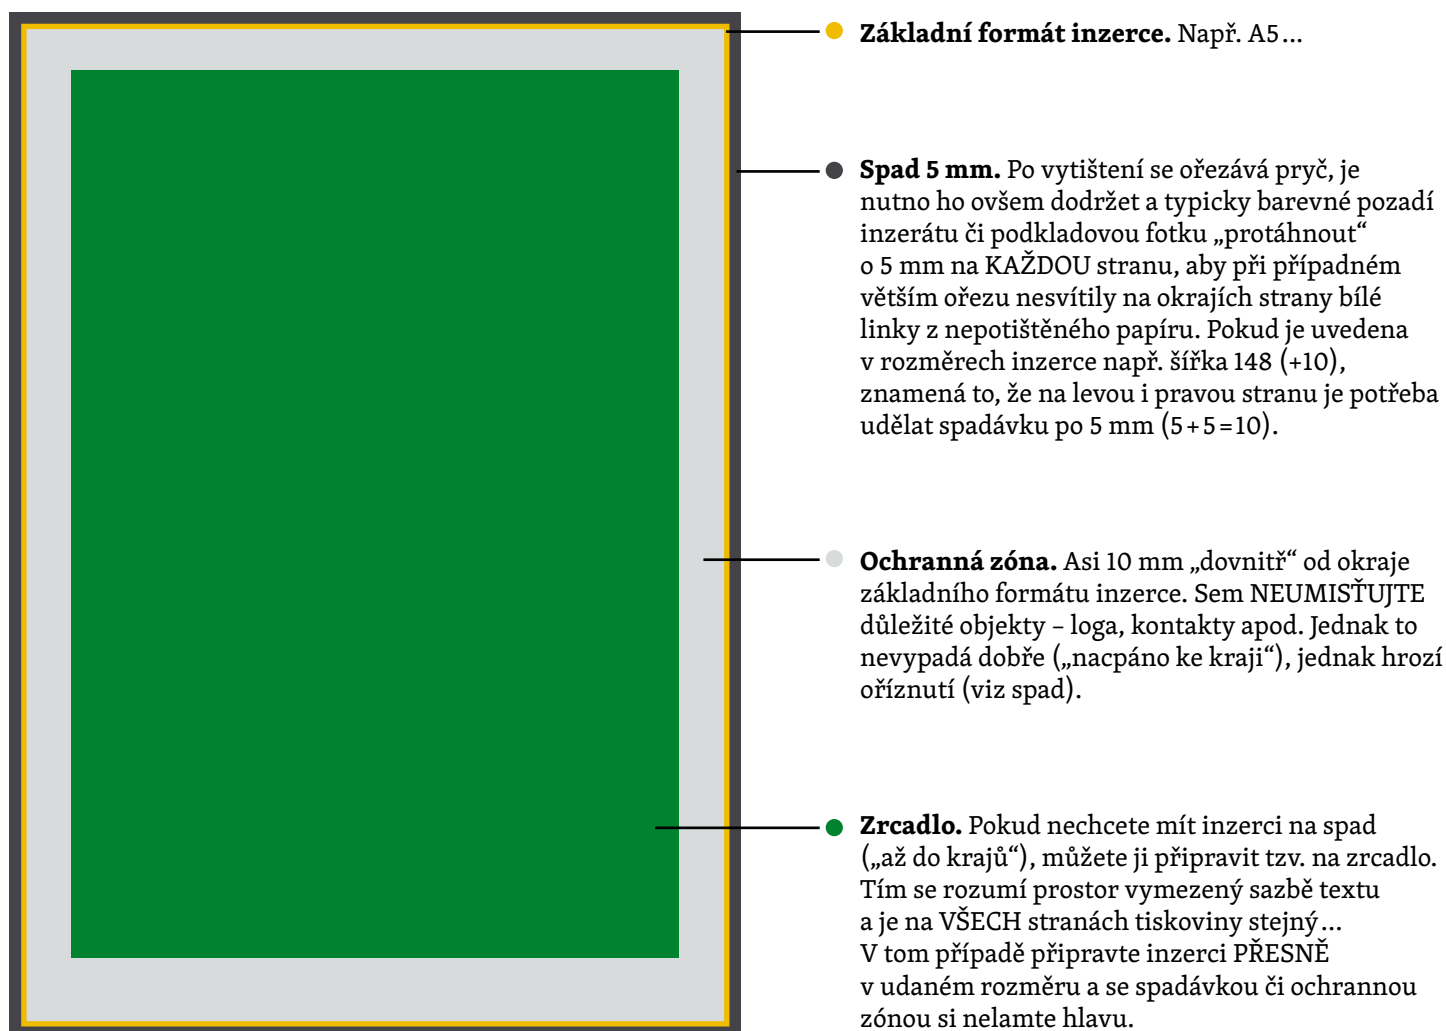 Základní formát inzerce. Např. A5…
Spad 5 mm. Po vytištení se ořezává pryč, je
nutno ho ovšem dodržet a typicky barevné pozadí
inzerátu či podkladovou fotku „protáhnout“
o 5 mm na KAŽDOU stranu, aby při případném
větším ořezu nesvítily na okrajích strany bílé
linky z nepotištěného papíru. Pokud je uvedena
v rozměrech inzerce např. šířka 148 (+10),
znamená to, že na levou i pravou stranu je potřeba
udělat spadávku po 5 mm (5+5=10).
Ochranná zóna. Asi 10 mm „dovnitř“ od okraje
základního formátu inzerce. Sem NEUMISŤUJTE
důležité objekty – loga, kontakty apod. Jednak to
nevypadá dobře („nacpáno ke kraji“), jednak hrozí
oříznutí (viz spad).
Zrcadlo. Pokud nechcete mít inzerci na spad
(„až do krajů“), můžete ji připravit tzv. na zrcadlo.
Tím se rozumí prostor vymezený sazbě textu
a je na VŠECH stranách tiskoviny stejný…
V tom případě připravte inzerci PŘESNĚ
v udaném rozměru a se spadávkou či ochrannou
zónou si nelamte hlavu.